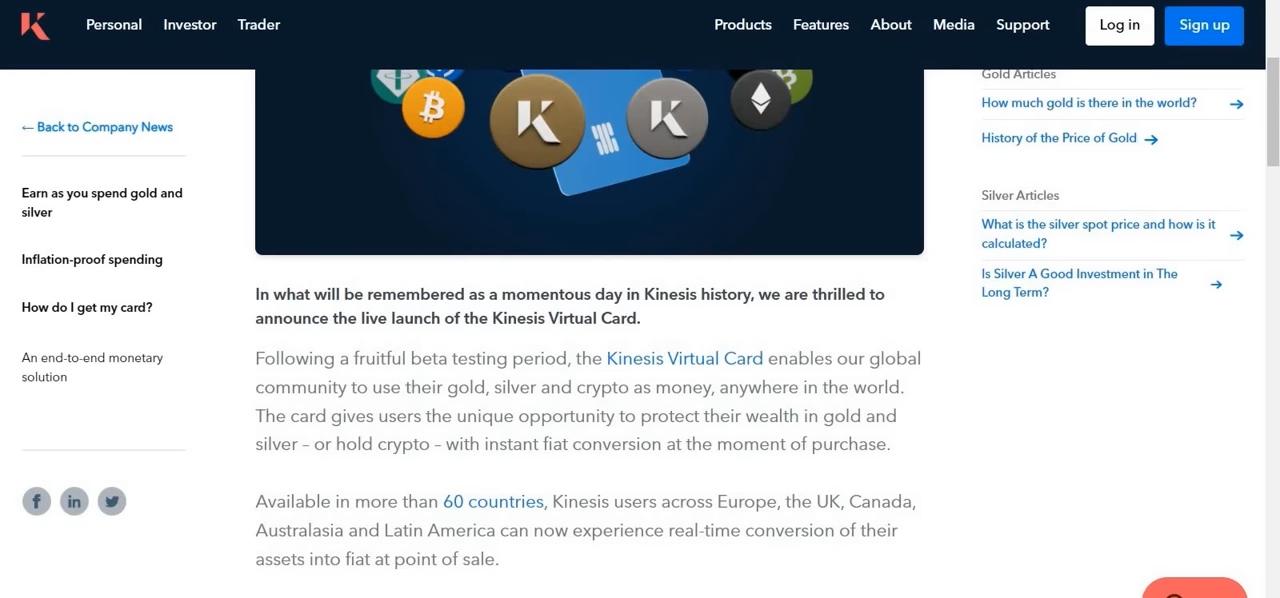 Personal Investor Trader Products Features About Media Support Log in Sign up
← Back to Company News
Earn as you spend gold and
silver
Inflation-proof spending
How do I get my card?
An end-to-end monetary
solution
In what will be remembered as a momentous day in Kinesis history, we are thrilled to
announce the live launch of the Kinesis Virtual Card.
Following a fruitful beta testing period, the Kinesis Virtual Card enables our global
community to use their gold, silver and crypto as money, anywhere in the world.
The card gives users the unique opportunity to protect their wealth in gold and
silver – or hold crypto – with instant fiat conversion at the moment of purchase.
Available in more than 60 countries, Kinesis users across Europe, the UK, Canada,
Australasia and Latin America can now experience real-time conversion of their
assets into fiat at point of sale.
Gold Articles
How much gold is there in the world? →
History of the Price of Gold →
Silver Articles
What is the silver spot price and how is it
calculated? →
Is Silver A Good Investment in The
Long Term? →